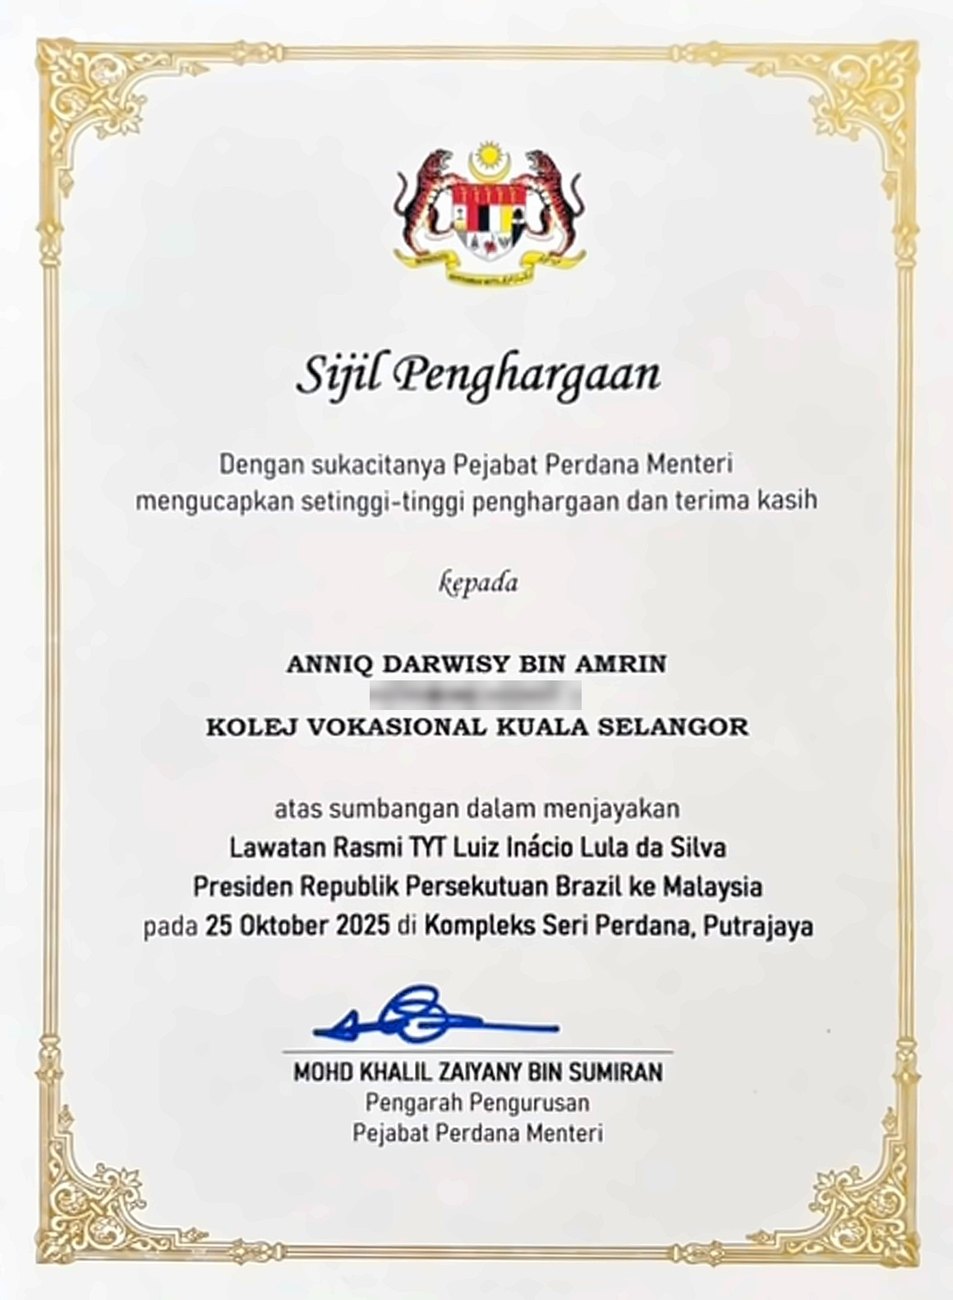 Sijil Penghargaan
Dengan sukacitanya Pejabat Perdana Menteri
mengucapkan setinggi-tinggi penghargaan dan terima kasih
kepada
ANNIQ DARWISY BIN AMRIN
KOLEJ VOKASIONAL KUALA SELANGOR
atas sumbangan dalam menjayakan
Lawatan Rasmi TYT Luiz Inácio Lula da Silva
Presiden Republik Persekutuan Brazil ke Malaysia
pada 25 Oktober 2025 di Kompleks Seri Perdana, Putrajaya
MOHD KHALIL ZAIYANY BIN SUMIRAN
Pengarah Pengurusan
Pejabat Perdana Menteri